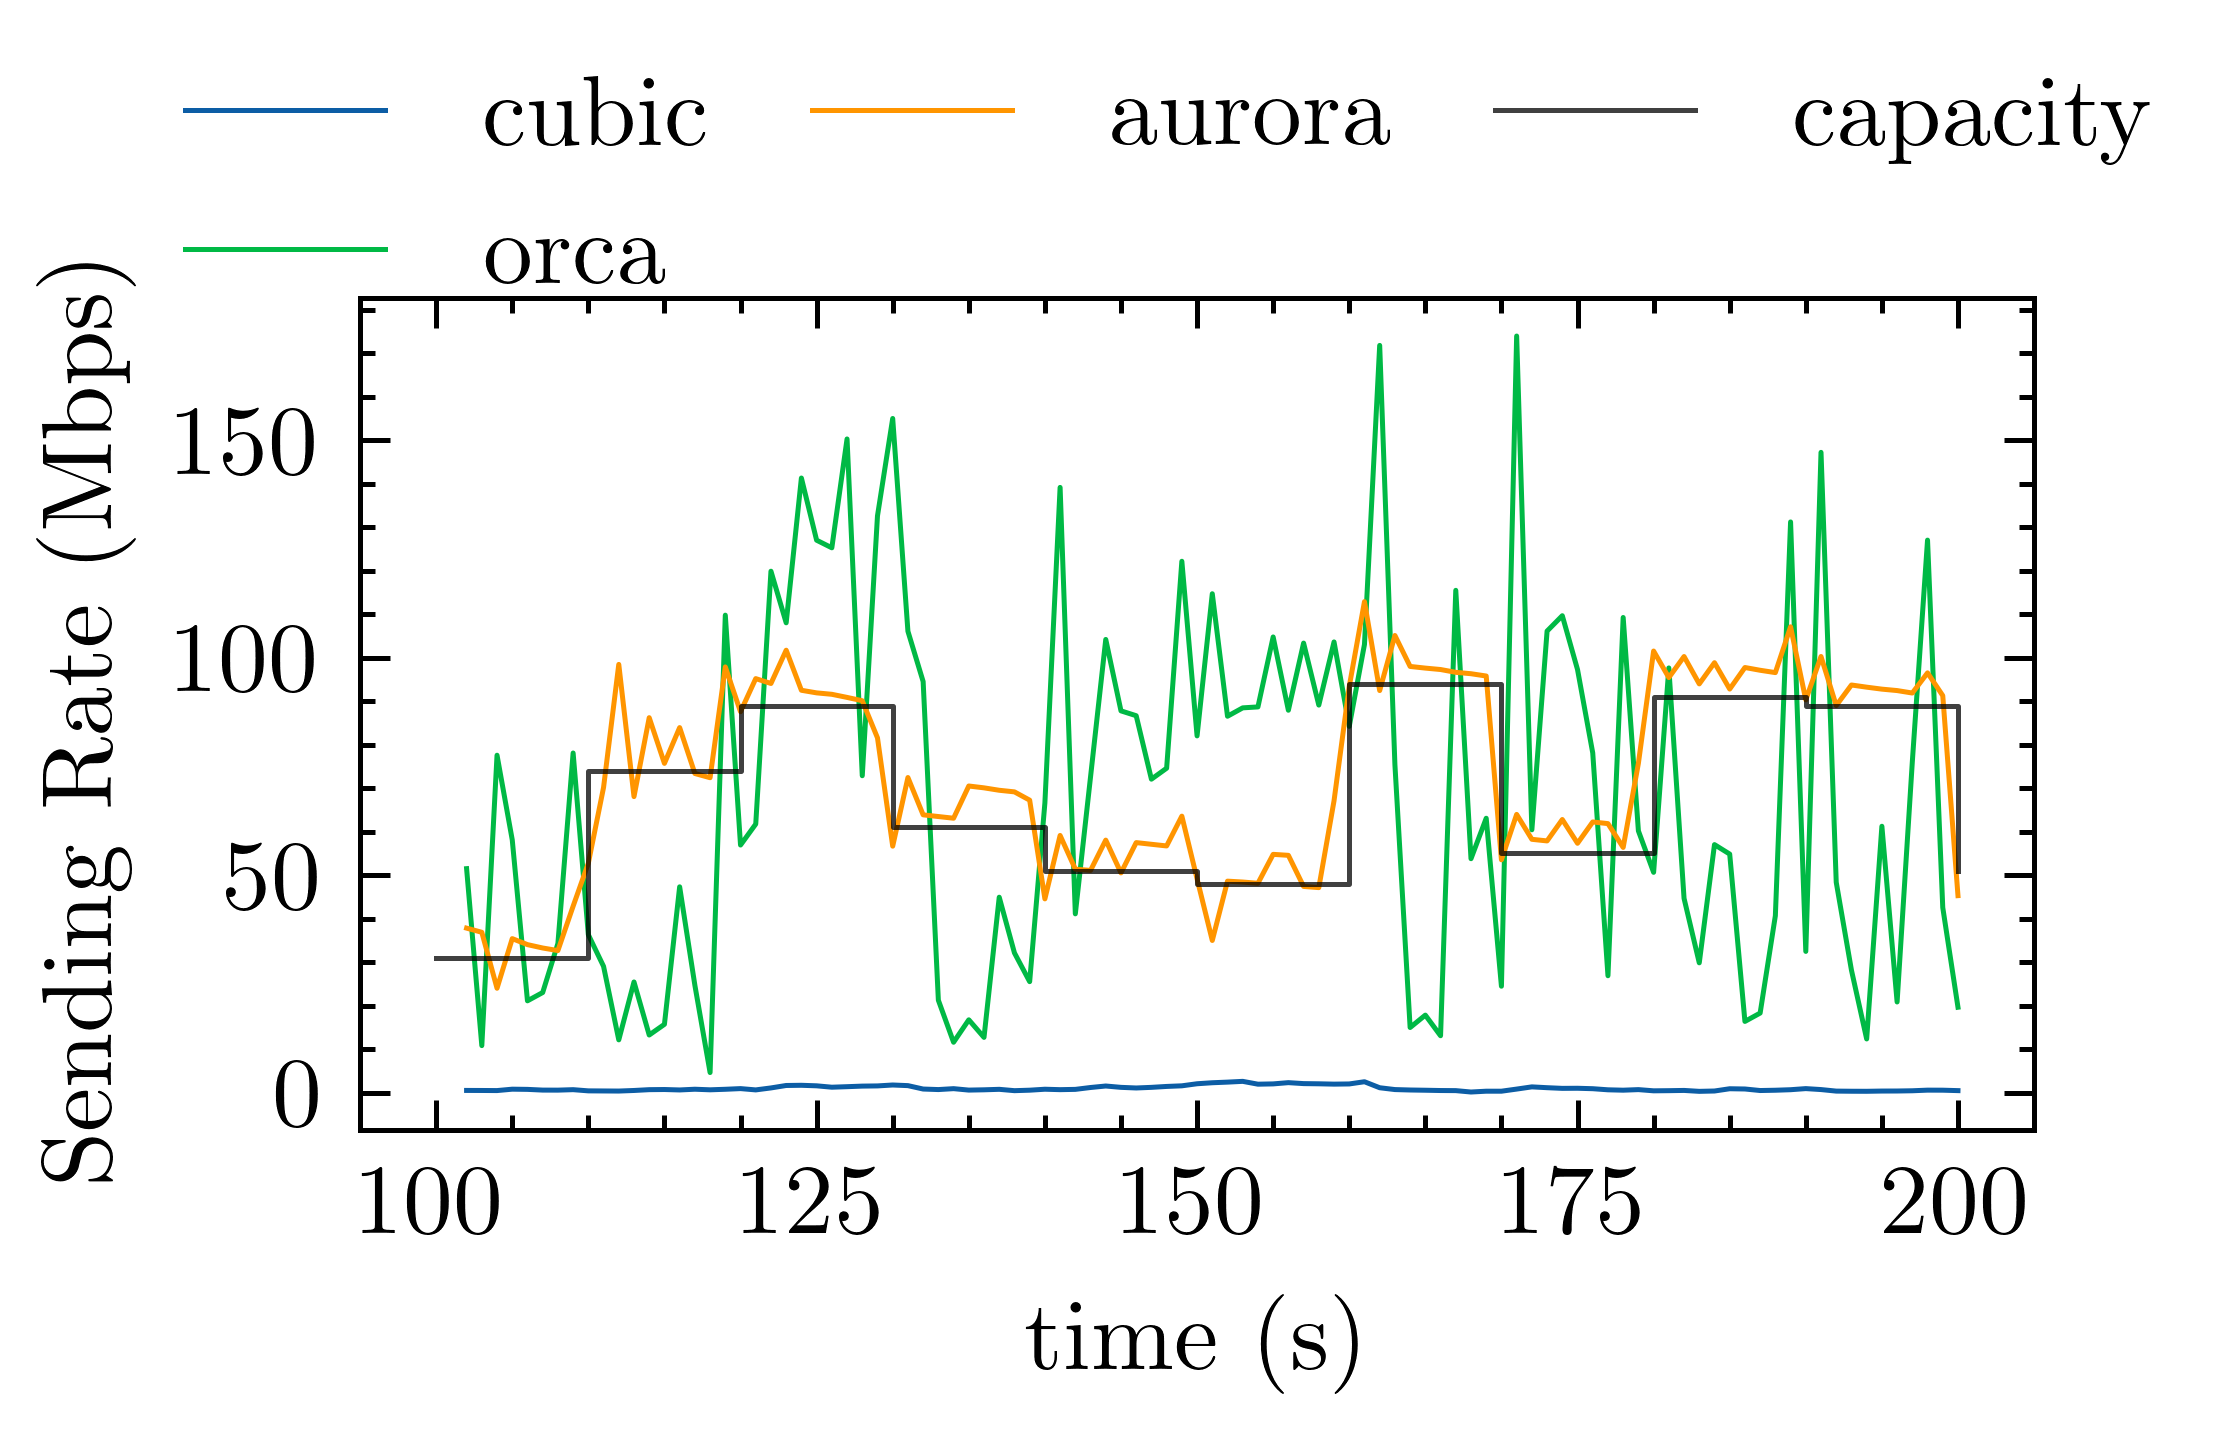 cubic aurora capacity
orca
Sending Rate (Mbps)
150
100
50
0
100 125 150 175 200
time (s)